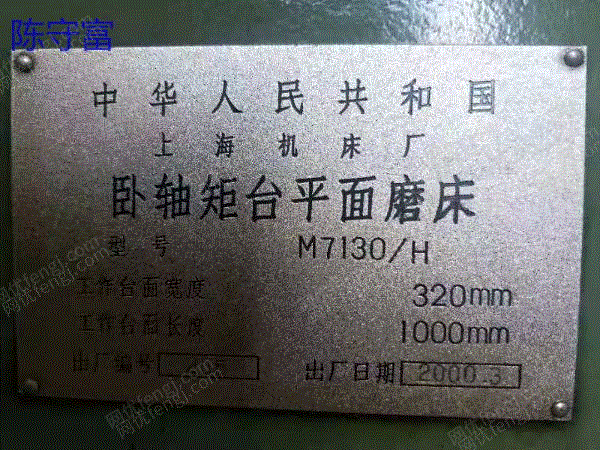 陈守富
中华人民共和国
上海机床厂
卧轴矩台平面磨床
型号 M7130/H
工作台面宽度 320mm
工作台面长度 1000mm
出厂编号 出厂日期 2000.3